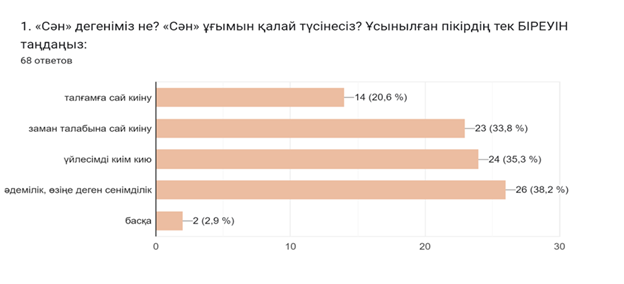 1. «Сән» дегеніміз не? «Сән» ұғымын қалай түсінесіз? Ұсынылған пікірдің тек БІРЕУІН
таңдаңыз:
68 ответов
талғамға сай киіну
14 (20,6 %)
заман талабына сай киіну
23 (33,8 %)
үйлесімді киім кию
24 (35,3 %)
әдемілік, өзіңе деген сенімділік
26 (38,2 %)
басқа
2 (2,9 %)
0 10 20 30